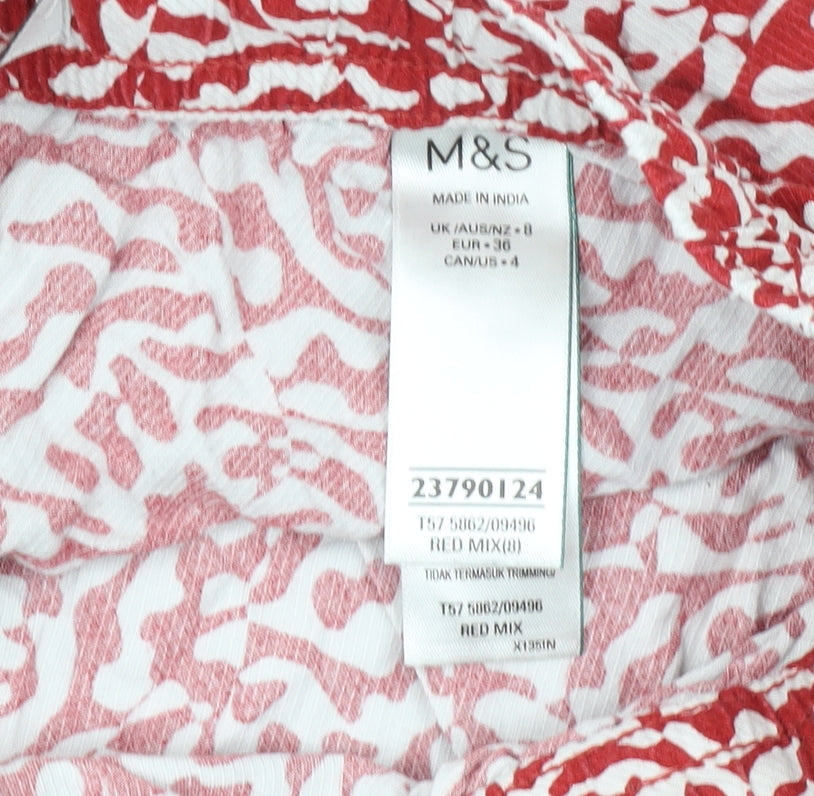 M&S
MADE IN INDIA
UK/AUS/NZ • 8
EUR • 36
CAN/US • 4
23790124
T57 5862/09496
RED MIX(8)
TIDAK TERMASUK TRIMMING/
T57 5862/09496
RED MIX
X135IN